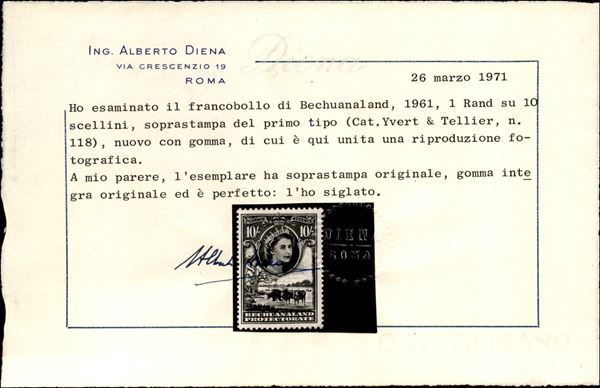 ING. ALBERTO DIENA
VIA CRESCENZIO 19
ROMA
Diena
26 marzo 1971
Ho esaminato il francobollo di Bechuanaland, 1961, 1 Rand su 10
scellini, soprastampa del primo tipo (Cat.Yvert & Tellier, n.
118), nuovo con gomma, di cui è qui unita una riproduzione fo-
tografica.
A mio parere, l'esemplare ha soprastampa originale, gomma inte
gra originale ed è perfetto: l'ho siglato.
10/- 10/-
DIEN
ROMA
BECHUANALAND
PROTECTORATE